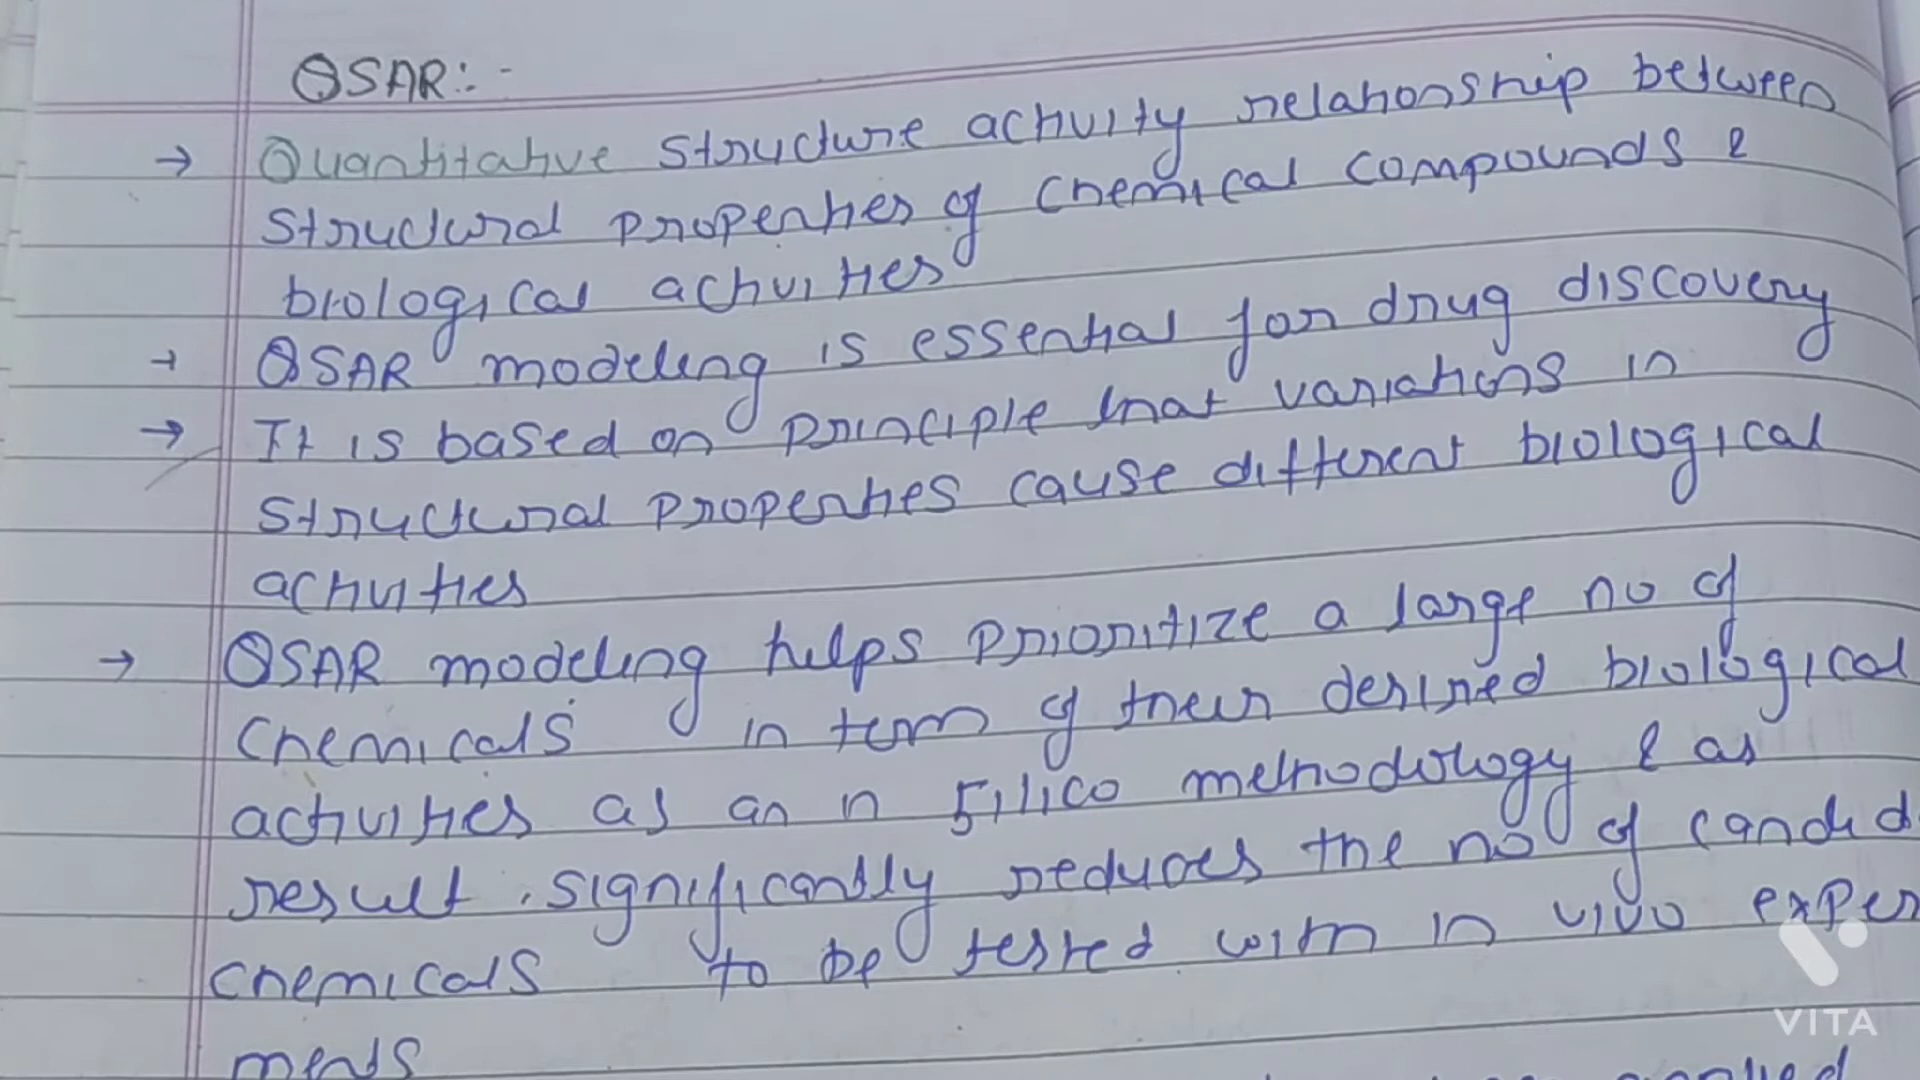 QSAR:-
→ Quantitative structure activity relationship between
structural properties of chemical compounds &
biological activities
→ QSAR modeling is essential for drug discovery
→ It is based on principle that variations in
structural properties cause different biological
activities
→ QSAR modeling helps prioritize a large no of
chemicals in term of their desired biological
activities as an n silico methodology & as
result, significantly reduces the no of candid
chemicals to be tested with in vivo exper
ments
VITA